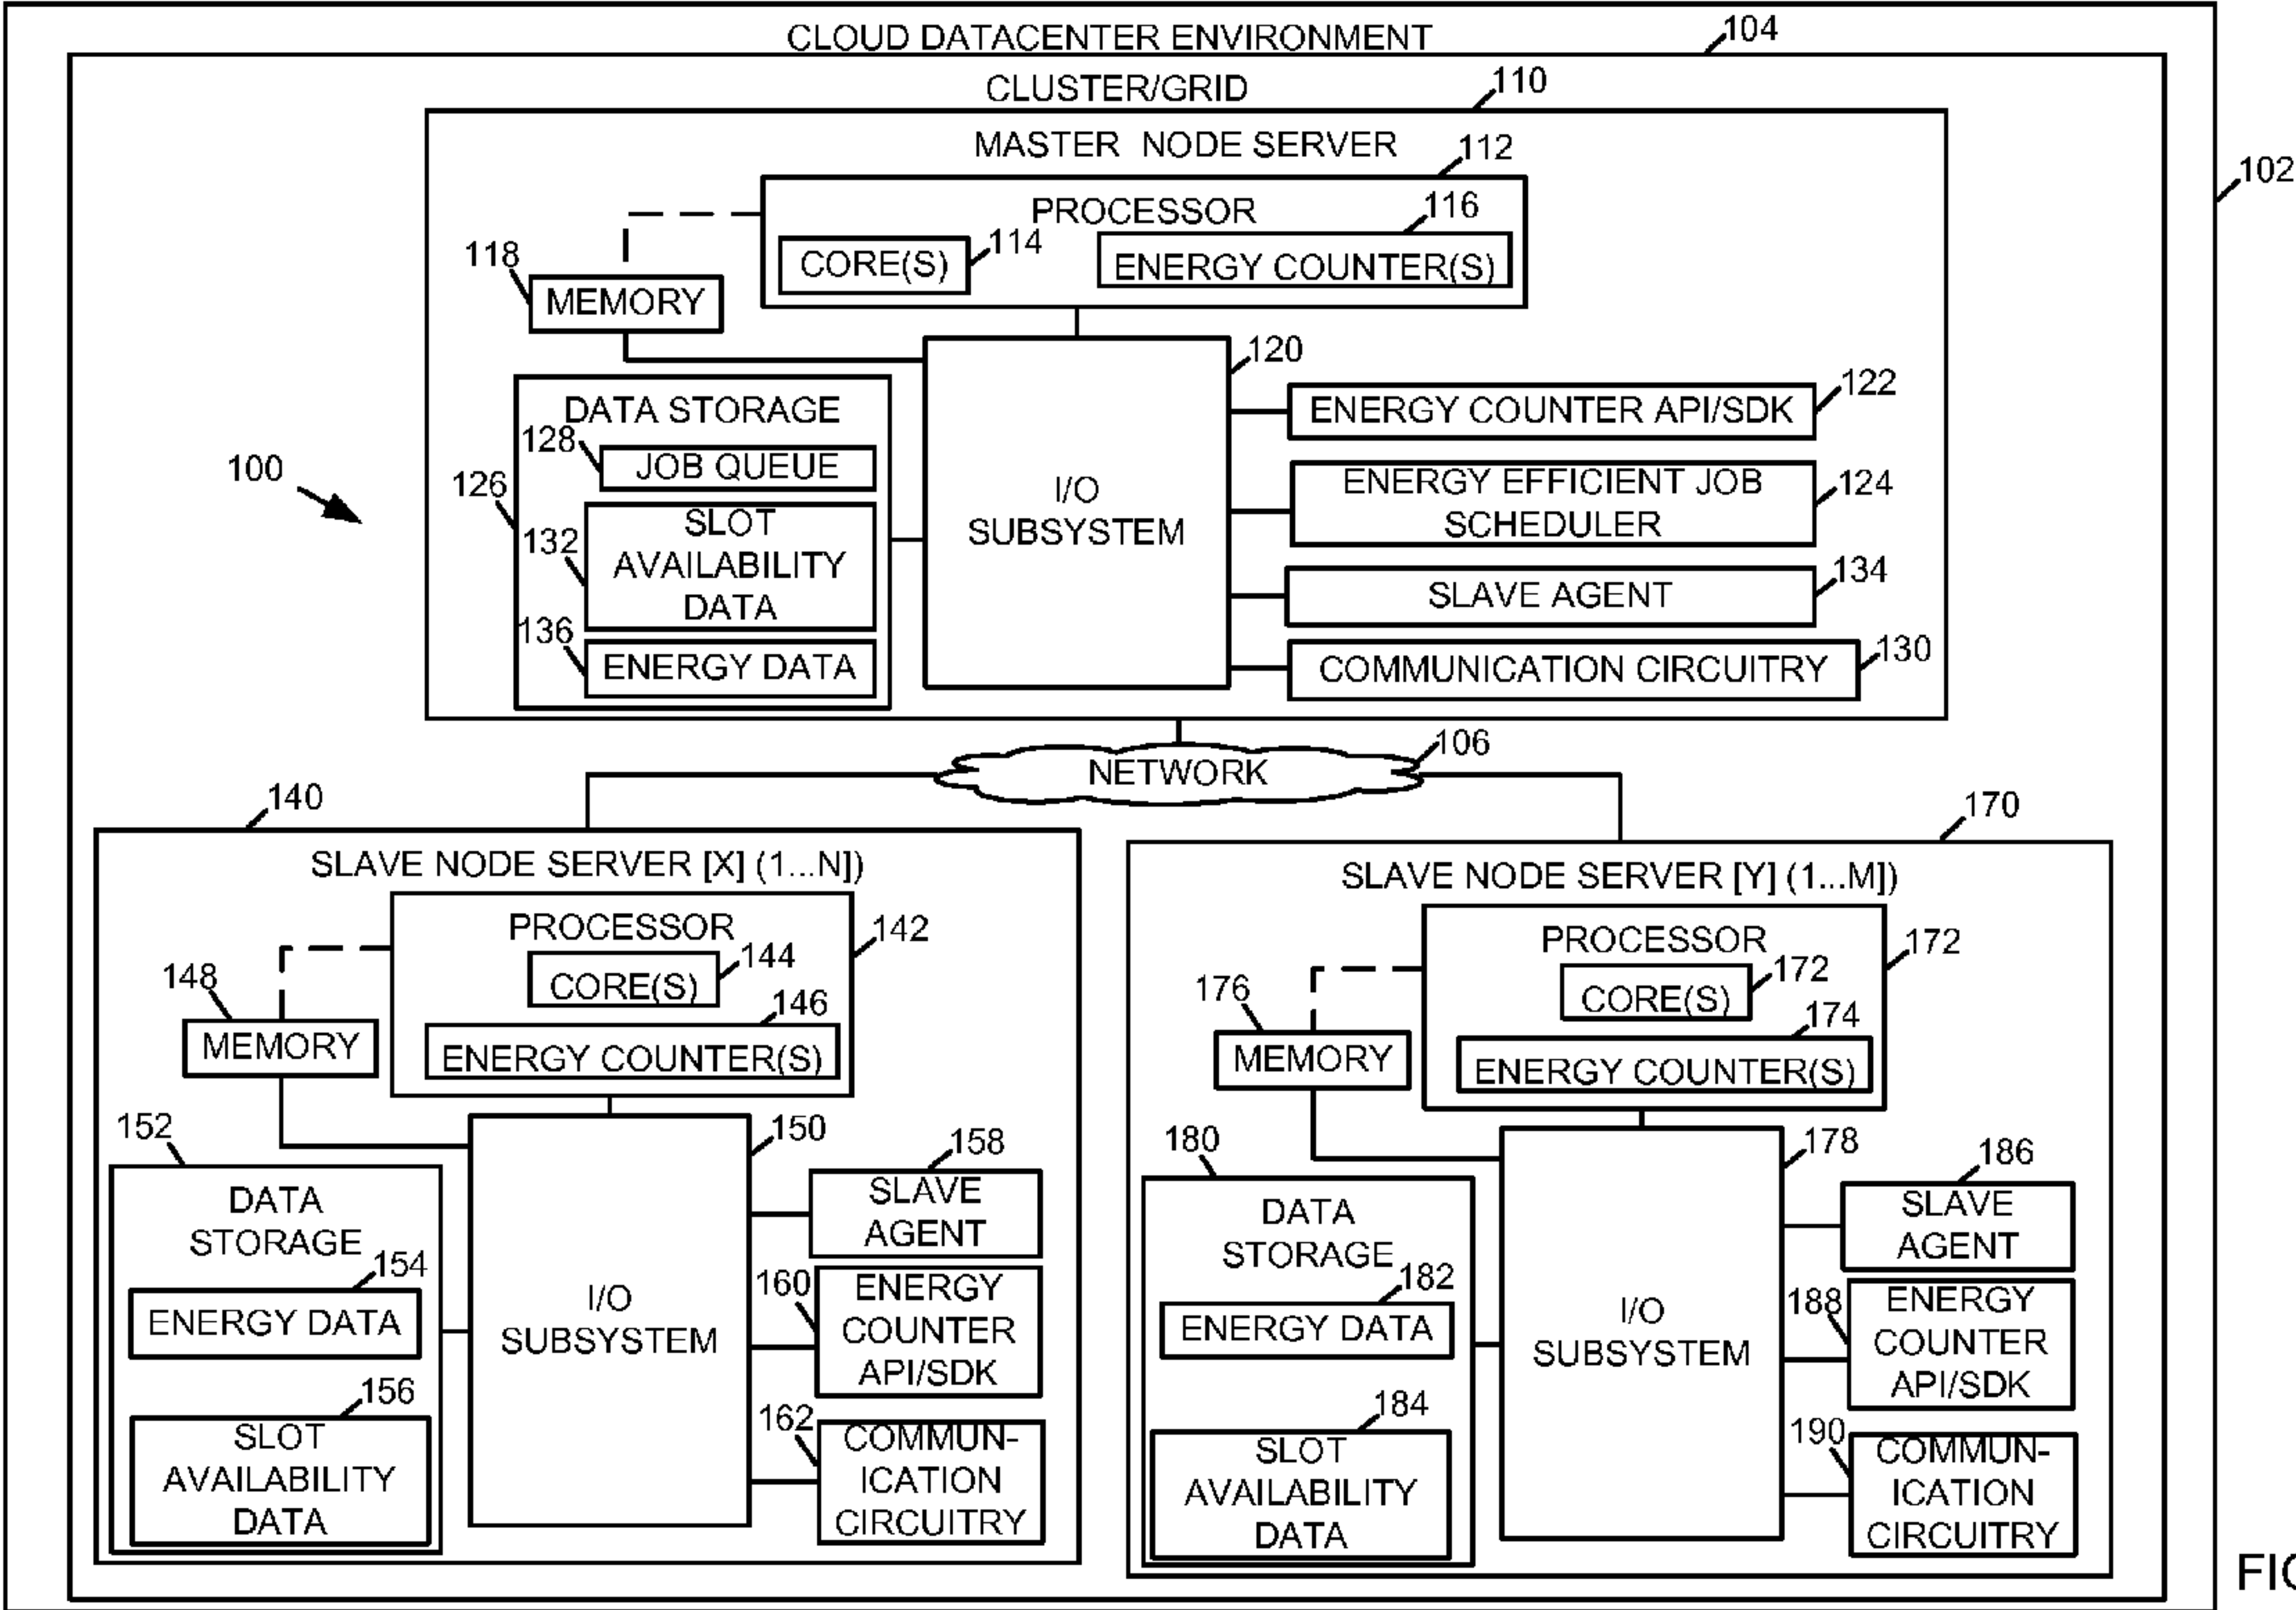 CLOUD DATACENTER ENVIRONMENT
104
CLUSTER/GRID
110
MASTER NODE SERVER
112
102
PROCESSOR
116
CORE(S)
114
ENERGY COUNTER(S)
118
MEMORY
120
I/O
SUBSYSTEM
DATA STORAGE
128
JOB QUEUE
126
SLOT
AVAILABILITY
DATA
132
136
ENERGY DATA
ENERGY COUNTER API/SDK
122
ENERGY EFFICIENT JOB
SCHEDULER
124
SLAVE AGENT
134
COMMUNICATION CIRCUITRY
130
100
NETWORK
106
140
SLAVE NODE SERVER [X] (1...N])
PROCESSOR
142
CORE(S)
144
146
ENERGY COUNTER(S)
148
MEMORY
150
I/O
SUBSYSTEM
152
DATA
STORAGE
154
ENERGY DATA
156
SLOT
AVAILABILITY
DATA
158
SLAVE
AGENT
160
ENERGY
COUNTER
API/SDK
162
COMMUN-
ICATION
CIRCUITRY
170
SLAVE NODE SERVER [Y] (1...M])
PROCESSOR
172
CORE(S)
172
174
ENERGY COUNTER(S)
176
MEMORY
178
I/O
SUBSYSTEM
180
DATA
STORAGE
182
ENERGY DATA
184
SLOT
AVAILABILITY
DATA
186
SLAVE
AGENT
188
ENERGY
COUNTER
API/SDK
190
COMMUN-
ICATION
CIRCUITRY